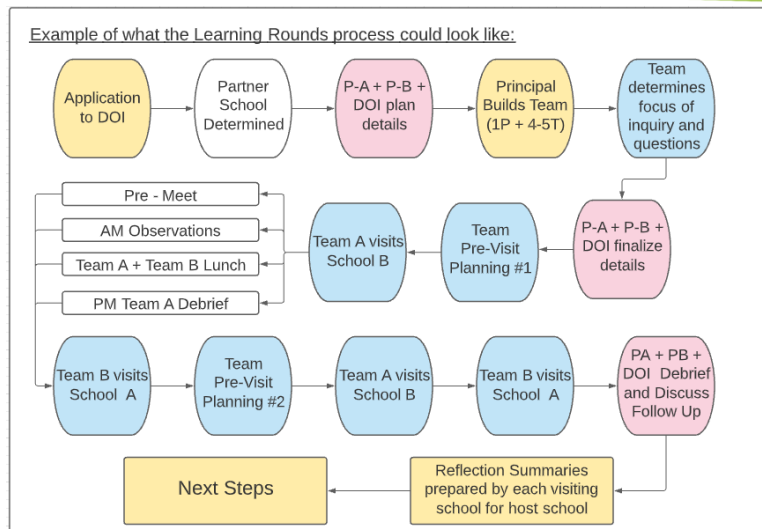 Example of what the Learning Rounds process could look like:
Application
to DOI
Partner
School
Determined
P-A + P-B +
DOI plan
details
Principal
Builds Team
(1P + 4-5T)
Team
determines
focus of
inquiry and
questions
P-A + P-B +
DOI finalize
details
Team
Pre-Visit
Planning #1
Team A visits
School B
Pre - Meet
AM Observations
Team A + Team B Lunch
PM Team A Debrief
Team B visits
School A
Team
Pre-Visit
Planning #2
Team A visits
School B
Team B visits
School A
PA + PB +
DOI Debrief
and Discuss
Follow Up
Reflection Summaries
prepared by each visiting
school for host school
Next Steps